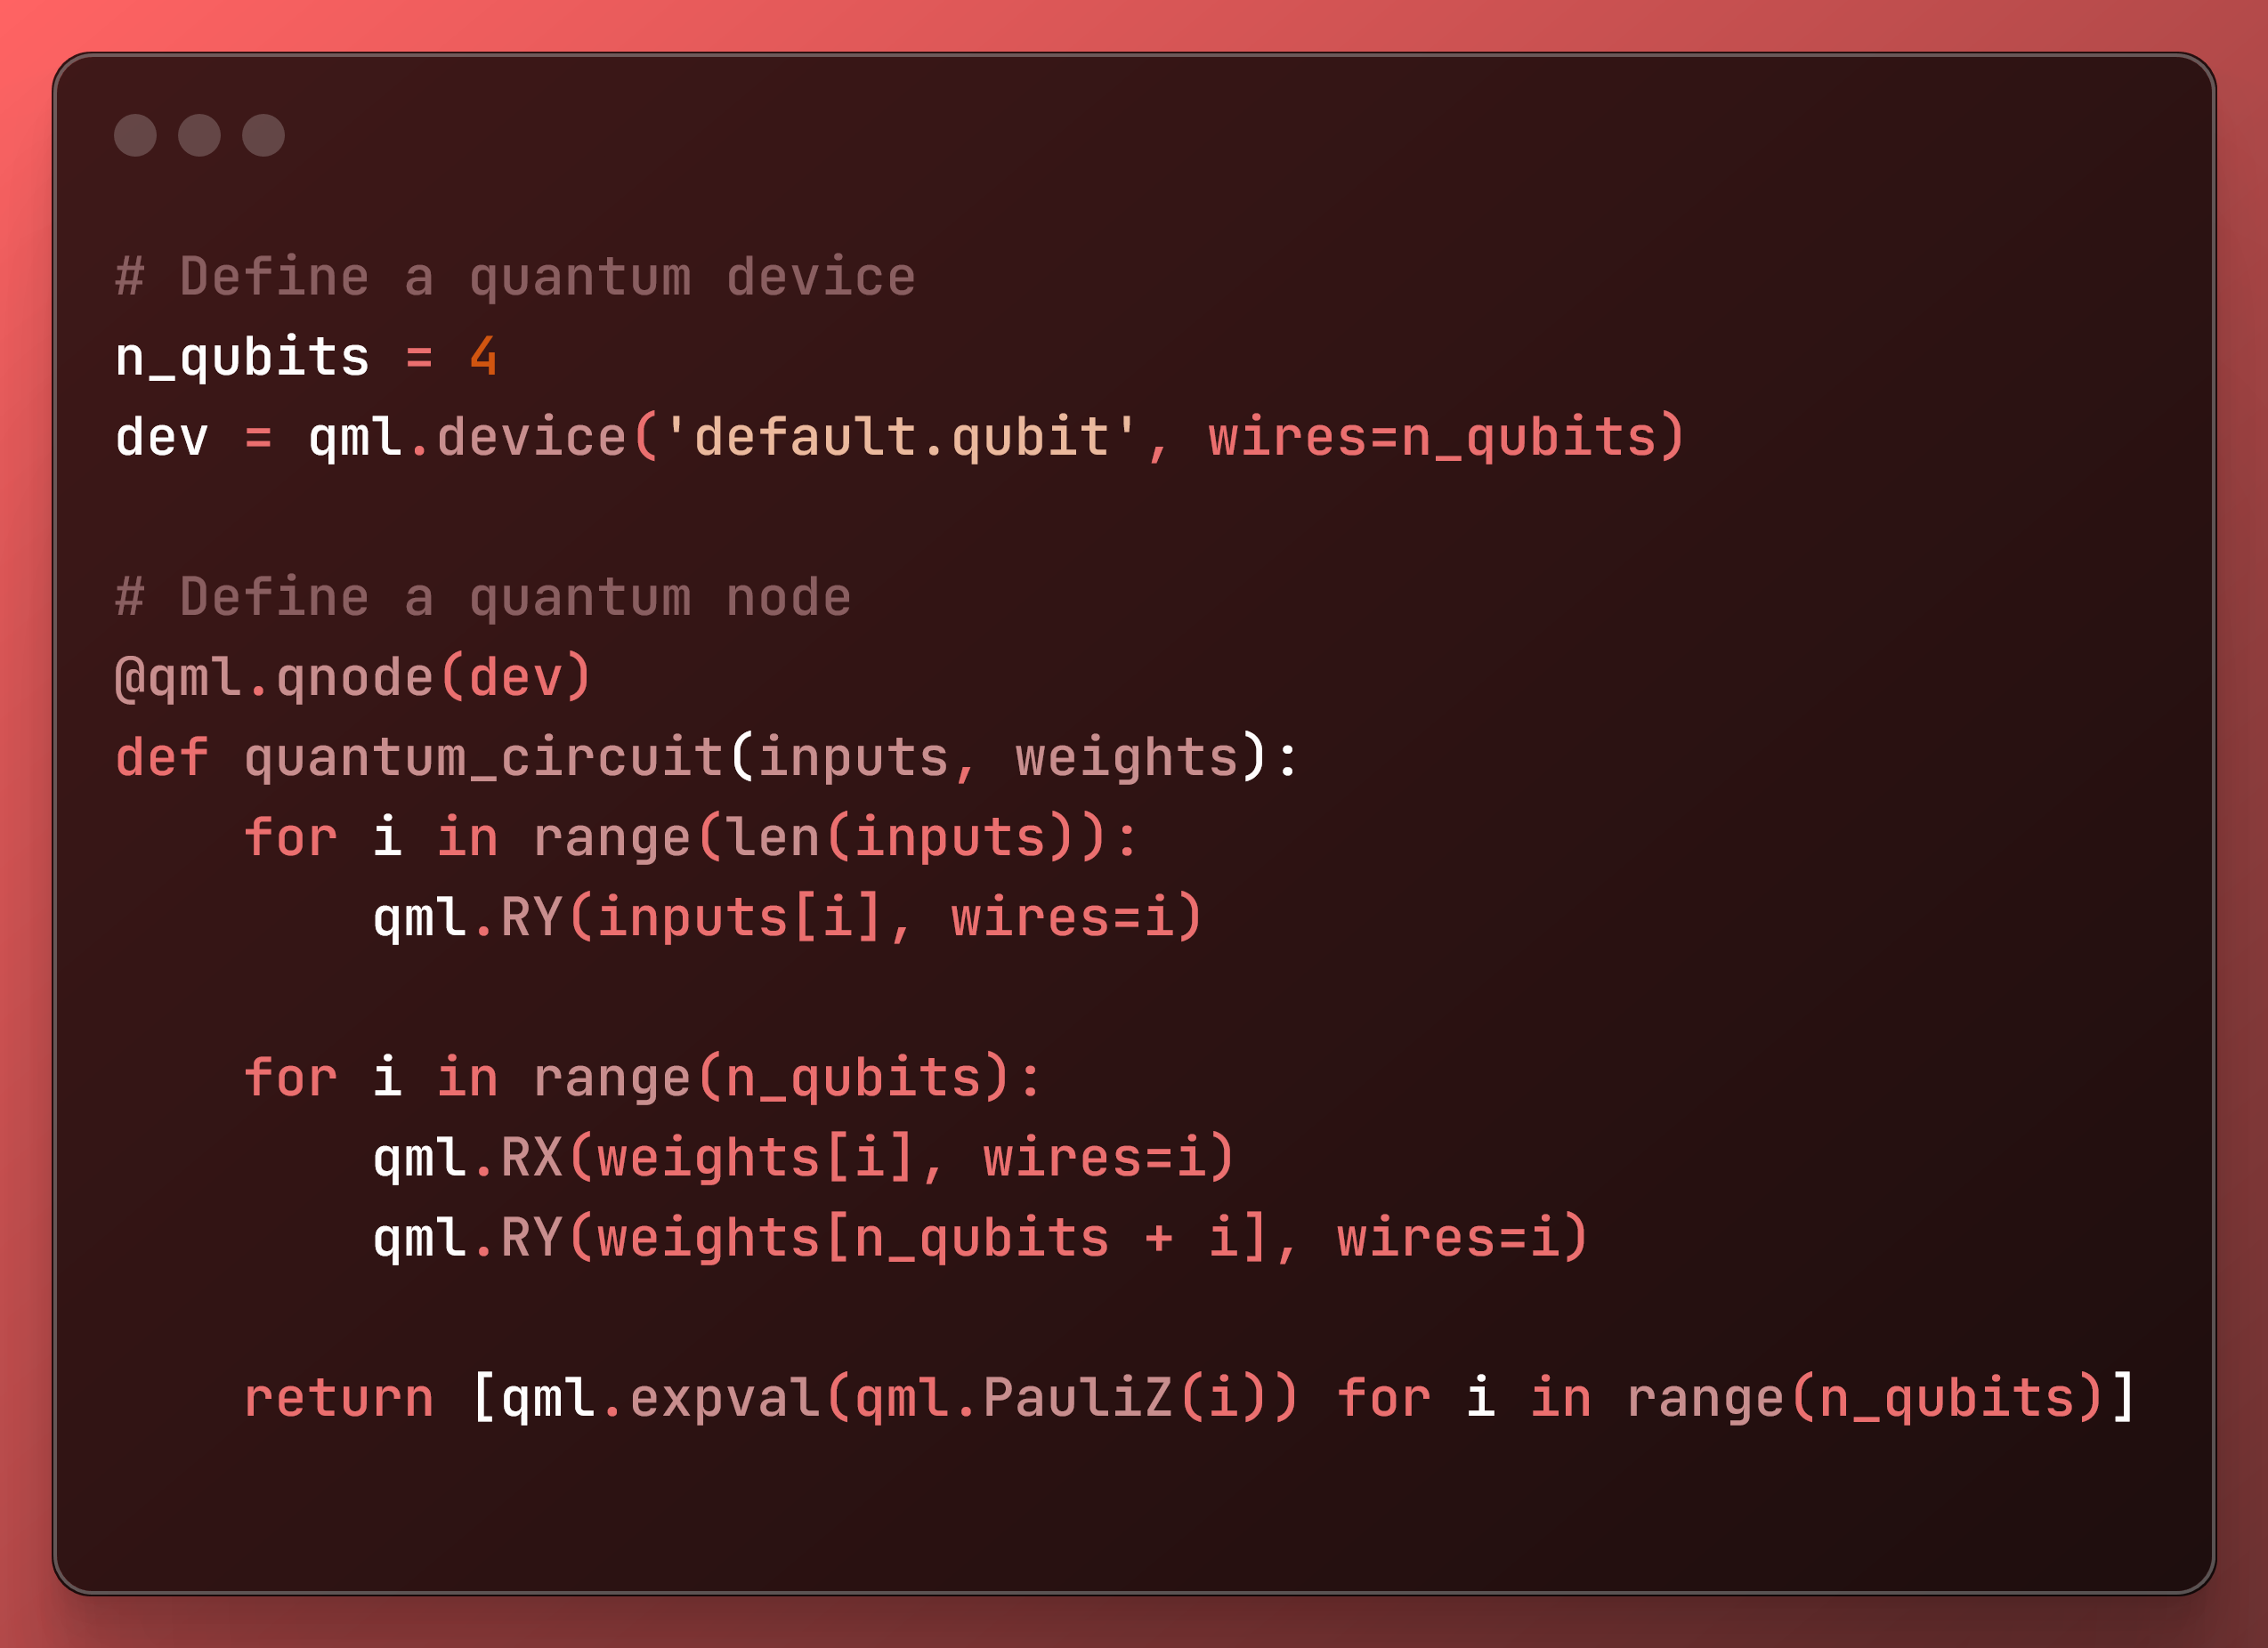 # Define a quantum device
n_qubits = 4
dev = qml.device('default.qubit', wires=n_qubits)

# Define a quantum node
@qml.qnode(dev)
def quantum_circuit(inputs, weights):
    for i in range(len(inputs)):
        qml.RY(inputs[i], wires=i)

    for i in range(n_qubits):
        qml.RX(weights[i], wires=i)
        qml.RY(weights[n_qubits + i], wires=i)

    return [qml.expval(qml.PauliZ(i)) for i in range(n_qubits)]